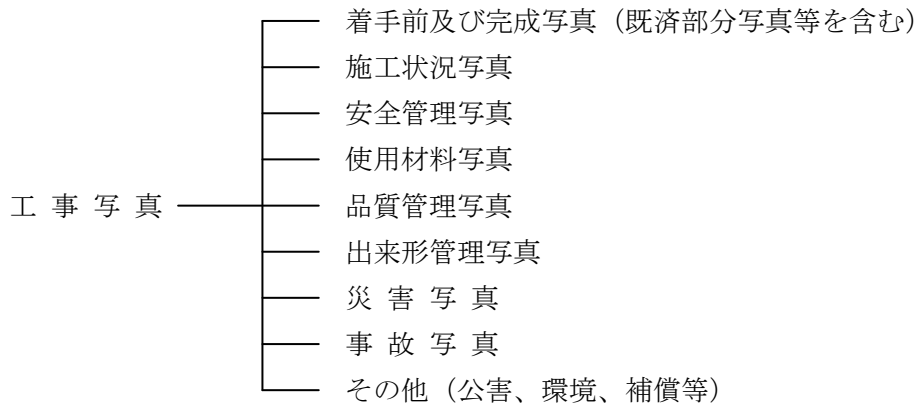 着手前及び完成写真（既済部分写真等を含む）
施工状況写真
安全管理写真
使用材料写真
工事写真
品質管理写真
出来形管理写真
災害写真
事故写真
その他（公害、環境、補償等）